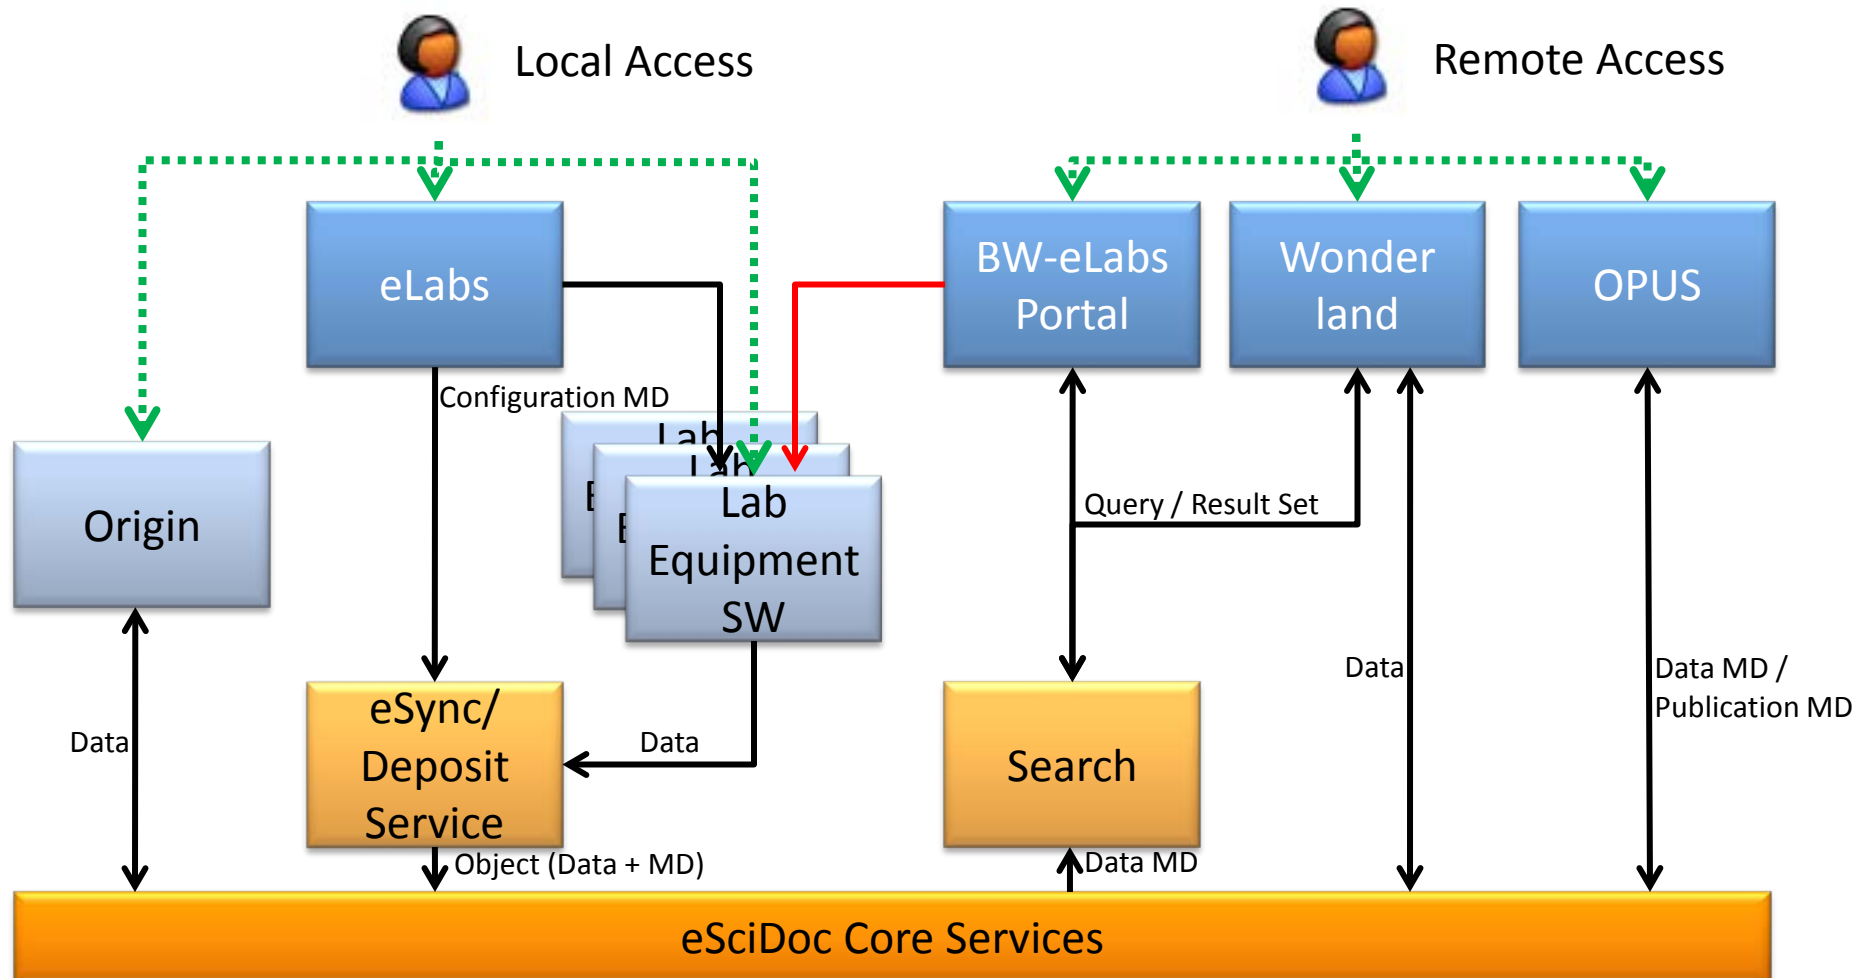 Local Access
Remote Access
eLabs
BW-eLabs
Portal
Wonder
land
OPUS
Configuration MD
Lab
Lab
Lab
Equipment
SW
Origin
Query / Result Set
eSync/
Deposit
Service
Data
Data
Search
Data
Data MD /
Publication MD
Object (Data + MD)
Data MD
eSciDoc Core Services